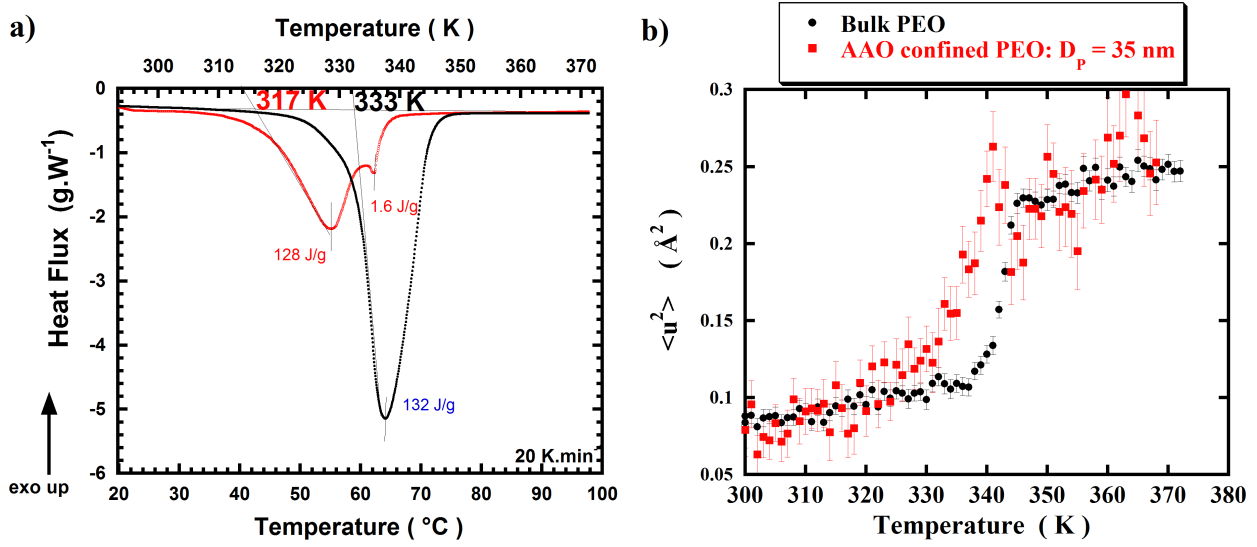 a)
Temperature ( K )
300 310 320 330 340 350 360 370
0
-1
-2
-3
-4
-5
-6
Heat Flux (g.W-1)
exo up
317 K
333 K
1.6 J/g
128 J/g
132 J/g
20 K.min
20 30 40 50 60 70 80 90 100
Temperature ( °C )
b)
Bulk PEO
AAO confined PEO: DP = 35 nm
0.3
0.25
0.2
0.15
0.1
0.05
<u2> ( Å2 )
300 310 320 330 340 350 360 370 380
Temperature ( K )